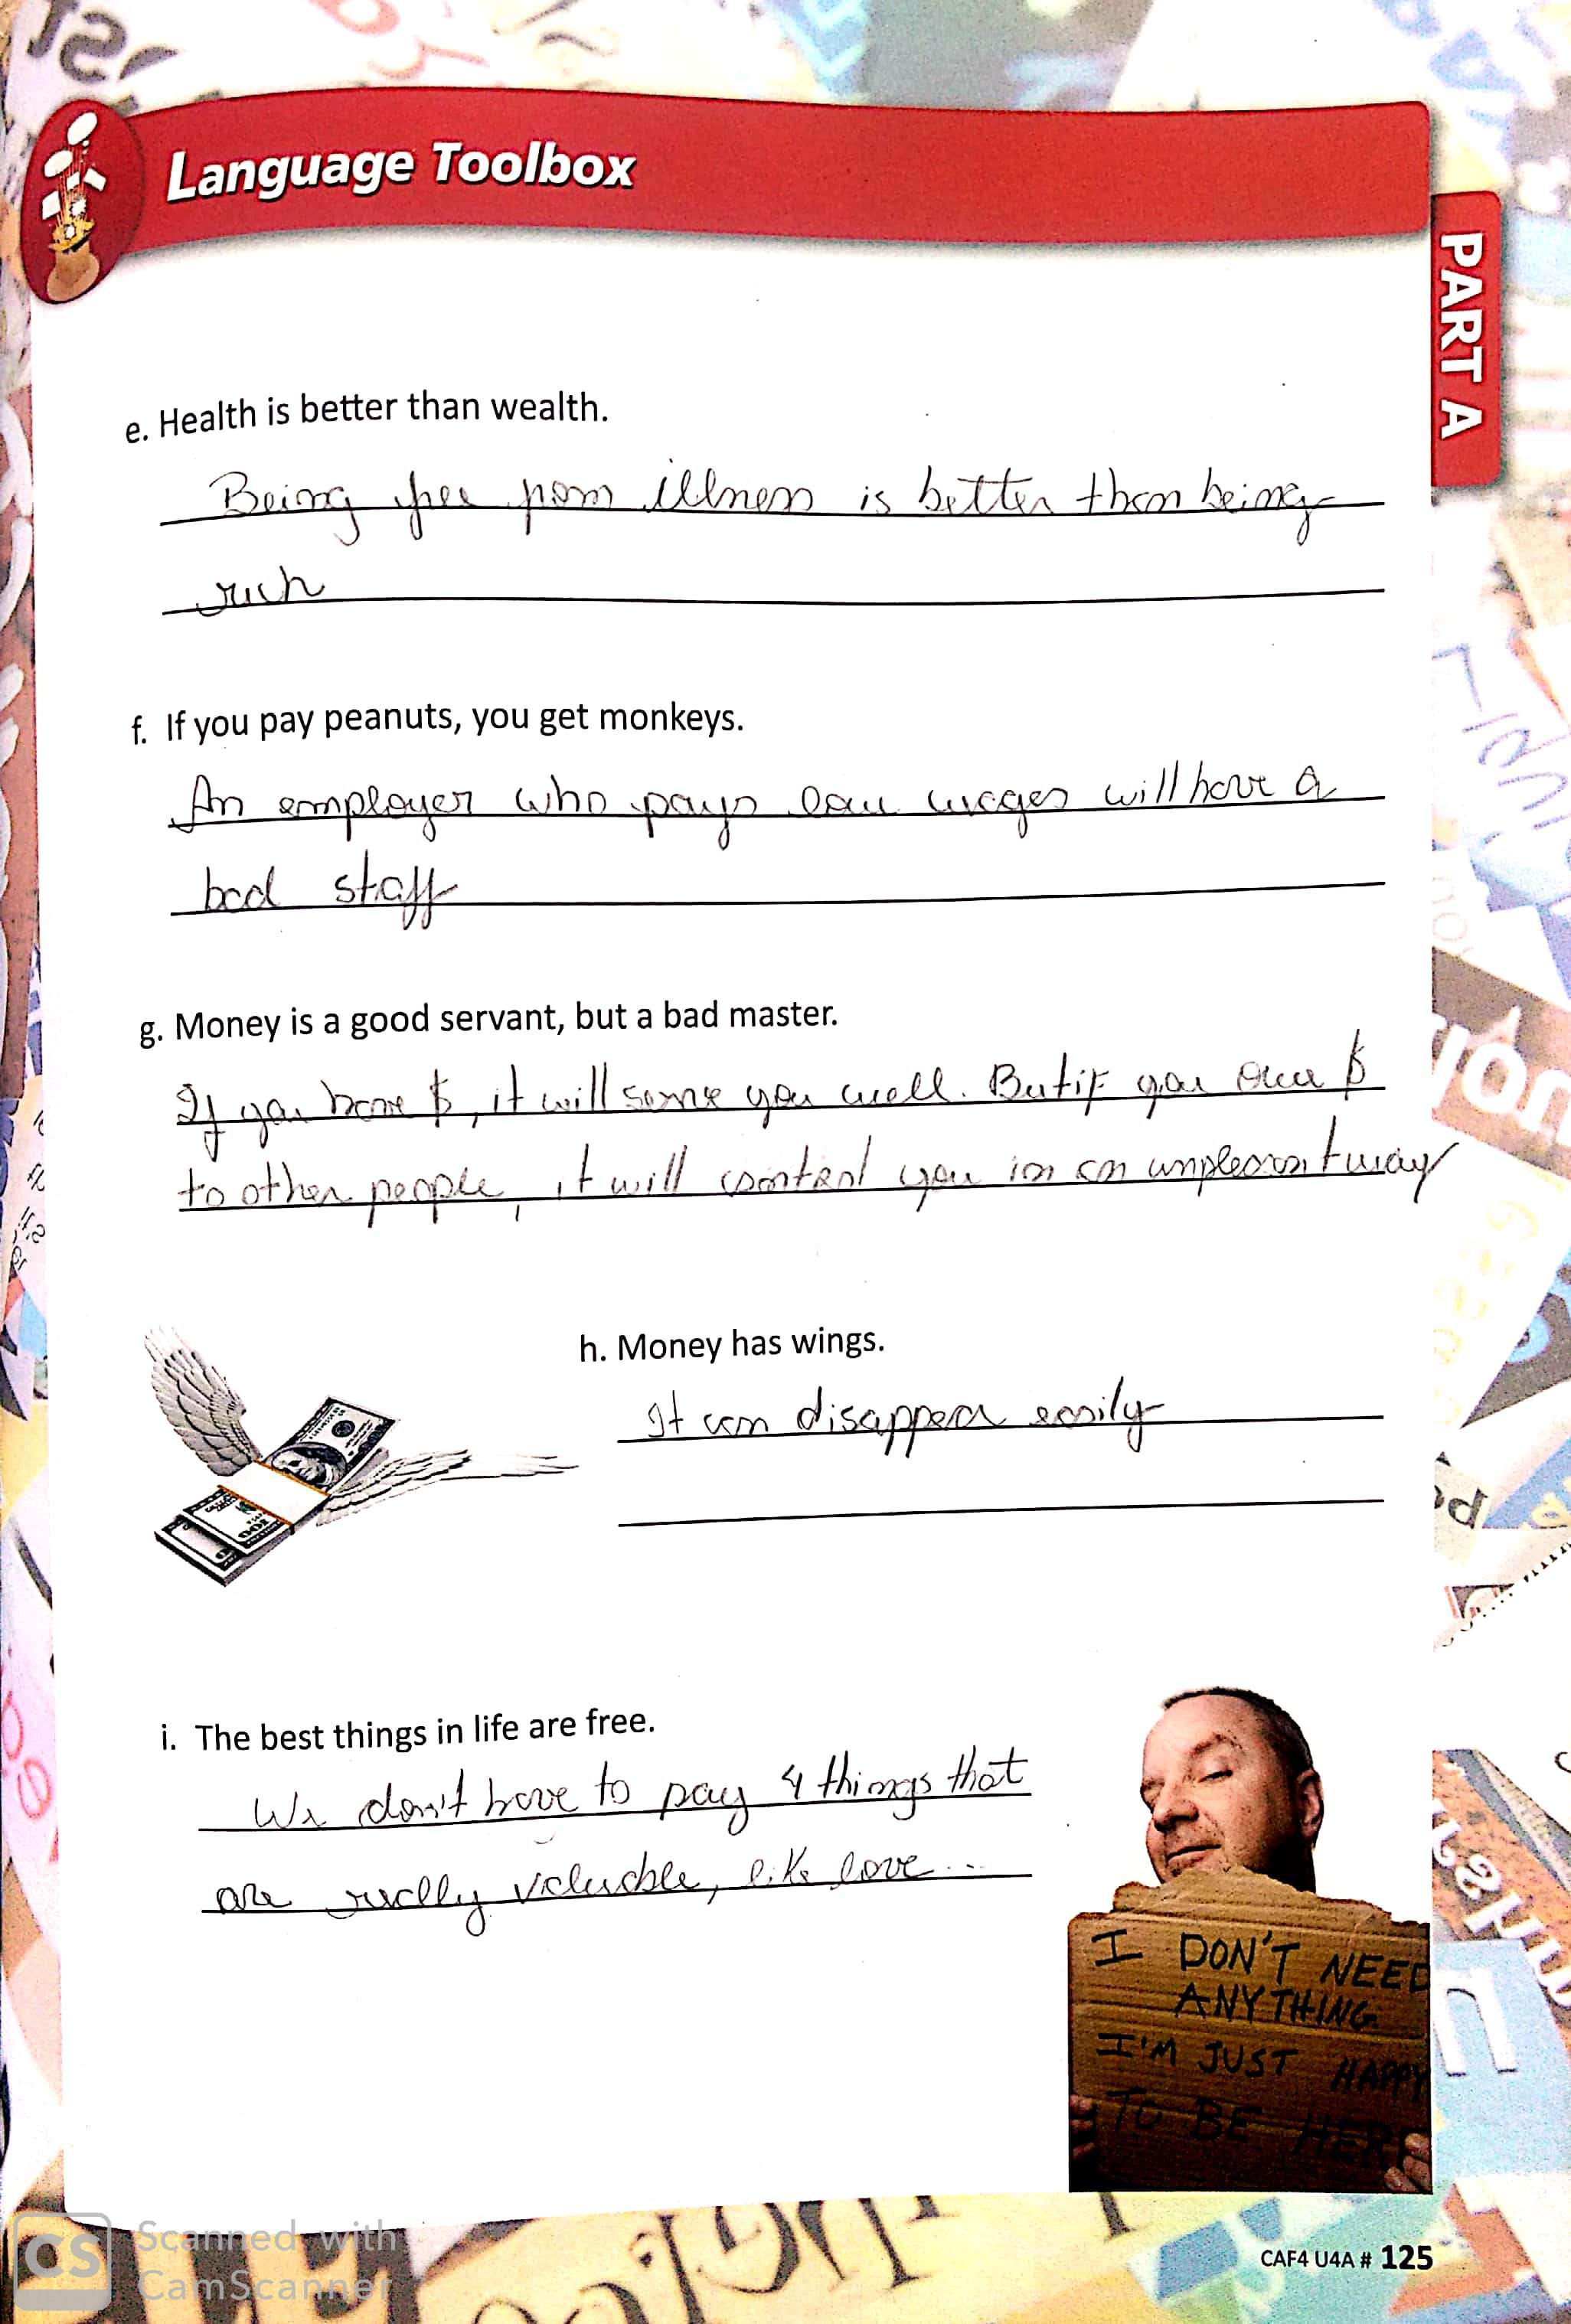 Language Toolbox
PART A
e. Health is better than wealth.
Being free from illness is better than being
rich
f. If you pay peanuts, you get monkeys.
An employer who pays low wages will have a
bad staff
g. Money is a good servant, but a bad master.
If you have $, it will serve you well. But if you owe $
to other people, it will control you in an unpleasant way
h. Money has wings.
It can disappear easily
i. The best things in life are free.
We don't have to pay 4 things that
are really valuable, like love...
I DON'T NEED
ANYTHING
I'M JUST HAPPY
TO BE HERE
CAF4 U4A # 125
CS Scanned with
CamScanner